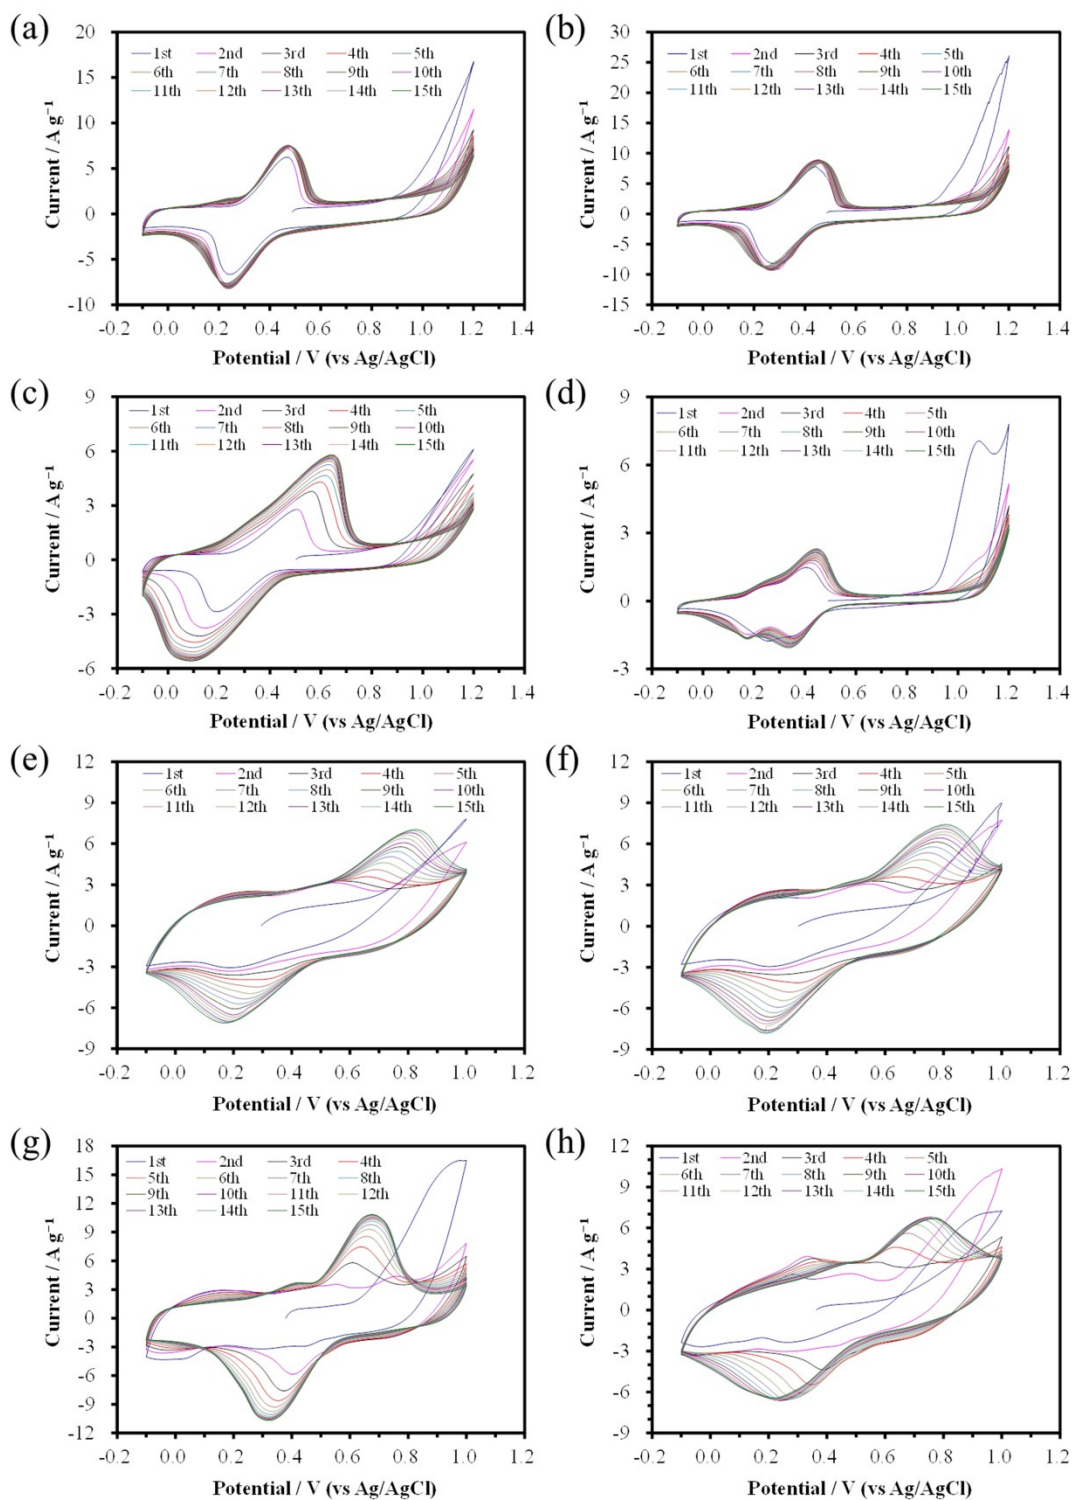 (a)
20
15
10
5
0
-5
-10
Current / A g⁻¹
1st 2nd 3rd 4th 5th
6th 7th 8th 9th 10th
11th 12th 13th 14th 15th
-0.2 0.0 0.2 0.4 0.6 0.8 1.0 1.2 1.4
Potential / V (vs Ag/AgCl)
(b)
30
25
20
15
10
5
0
-5
-10
-15
Current / A g⁻¹
1st 2nd 3rd 4th 5th
6th 7th 8th 9th 10th
11th 12th 13th 14th 15th
-0.2 0.0 0.2 0.4 0.6 0.8 1.0 1.2 1.4
Potential / V (vs Ag/AgCl)
(c)
9
6
3
0
-3
-6
Current / A g⁻¹
1st 2nd 3rd 4th 5th
6th 7th 8th 9th 10th
11th 12th 13th 14th 15th
-0.2 0.0 0.2 0.4 0.6 0.8 1.0 1.2 1.4
Potential / V (vs Ag/AgCl)
(d)
9
6
3
0
-3
Current / A g⁻¹
1st 2nd 3rd 4th 5th
6th 7th 8th 9th 10th
11th 12th 13th 14th 15th
-0.2 0.0 0.2 0.4 0.6 0.8 1.0 1.2 1.4
Potential / V (vs Ag/AgCl)
(e)
12
9
6
3
0
-3
-6
-9
Current / A g⁻¹
1st 2nd 3rd 4th 5th
6th 7th 8th 9th 10th
11th 12th 13th 14th 15th
-0.2 0.0 0.2 0.4 0.6 0.8 1.0 1.2
Potential / V (vs Ag/AgCl)
(f)
12
9
6
3
0
-3
-6
-9
Current / A g⁻¹
1st 2nd 3rd 4th 5th
6th 7th 8th 9th 10th
11th 12th 13th 14th 15th
-0.2 0.0 0.2 0.4 0.6 0.8 1.0 1.2
Potential / V (vs Ag/AgCl)
(g)
18
15
12
9
6
3
0
-3
-6
-9
-12
Current / A g⁻¹
1st 2nd 3rd 4th
5th 6th 7th 8th
9th 10th 11th 12th
13th 14th 15th
-0.2 0.0 0.2 0.4 0.6 0.8 1.0 1.2
Potential / V (vs Ag/AgCl)
(h)
12
9
6
3
0
-3
-6
-9
Current / A g⁻¹
1st 2nd 3rd 4th 5th
6th 7th 8th 9th 10th
11th 12th 13th 14th 15th
-0.2 0.0 0.2 0.4 0.6 0.8 1.0 1.2
Potential / V (vs Ag/AgCl)